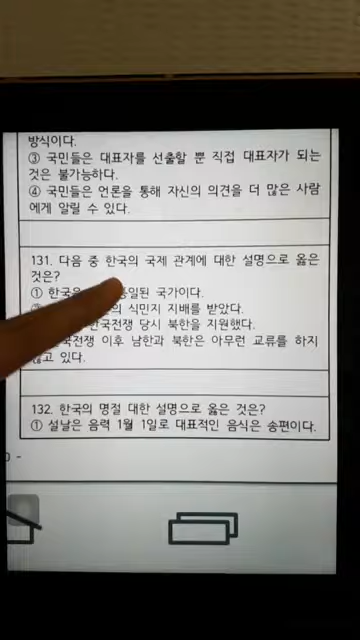 방식이다.
③ 국민들은 대표자를 선출할 뿐 직접 대표자가 되는
것은 불가능하다.
④ 국민들은 언론을 통해 자신의 의견을 더 많은 사람
에게 알릴 수 있다.
131. 다음 중 한국의 국제 관계에 대한 설명으로 옳은
것은?
① 한국은 된 국가이다.
식민지 지배를 받았다.
한국전쟁 당시 북한을 지원했다.
이후 남한과 북한은 아무런 교류를 하지
않고 있다.
132. 한국의 명절 대한 설명으로 옳은 것은?
① 설날은 음력 1월 1일로 대표적인 음식은 송편이다.